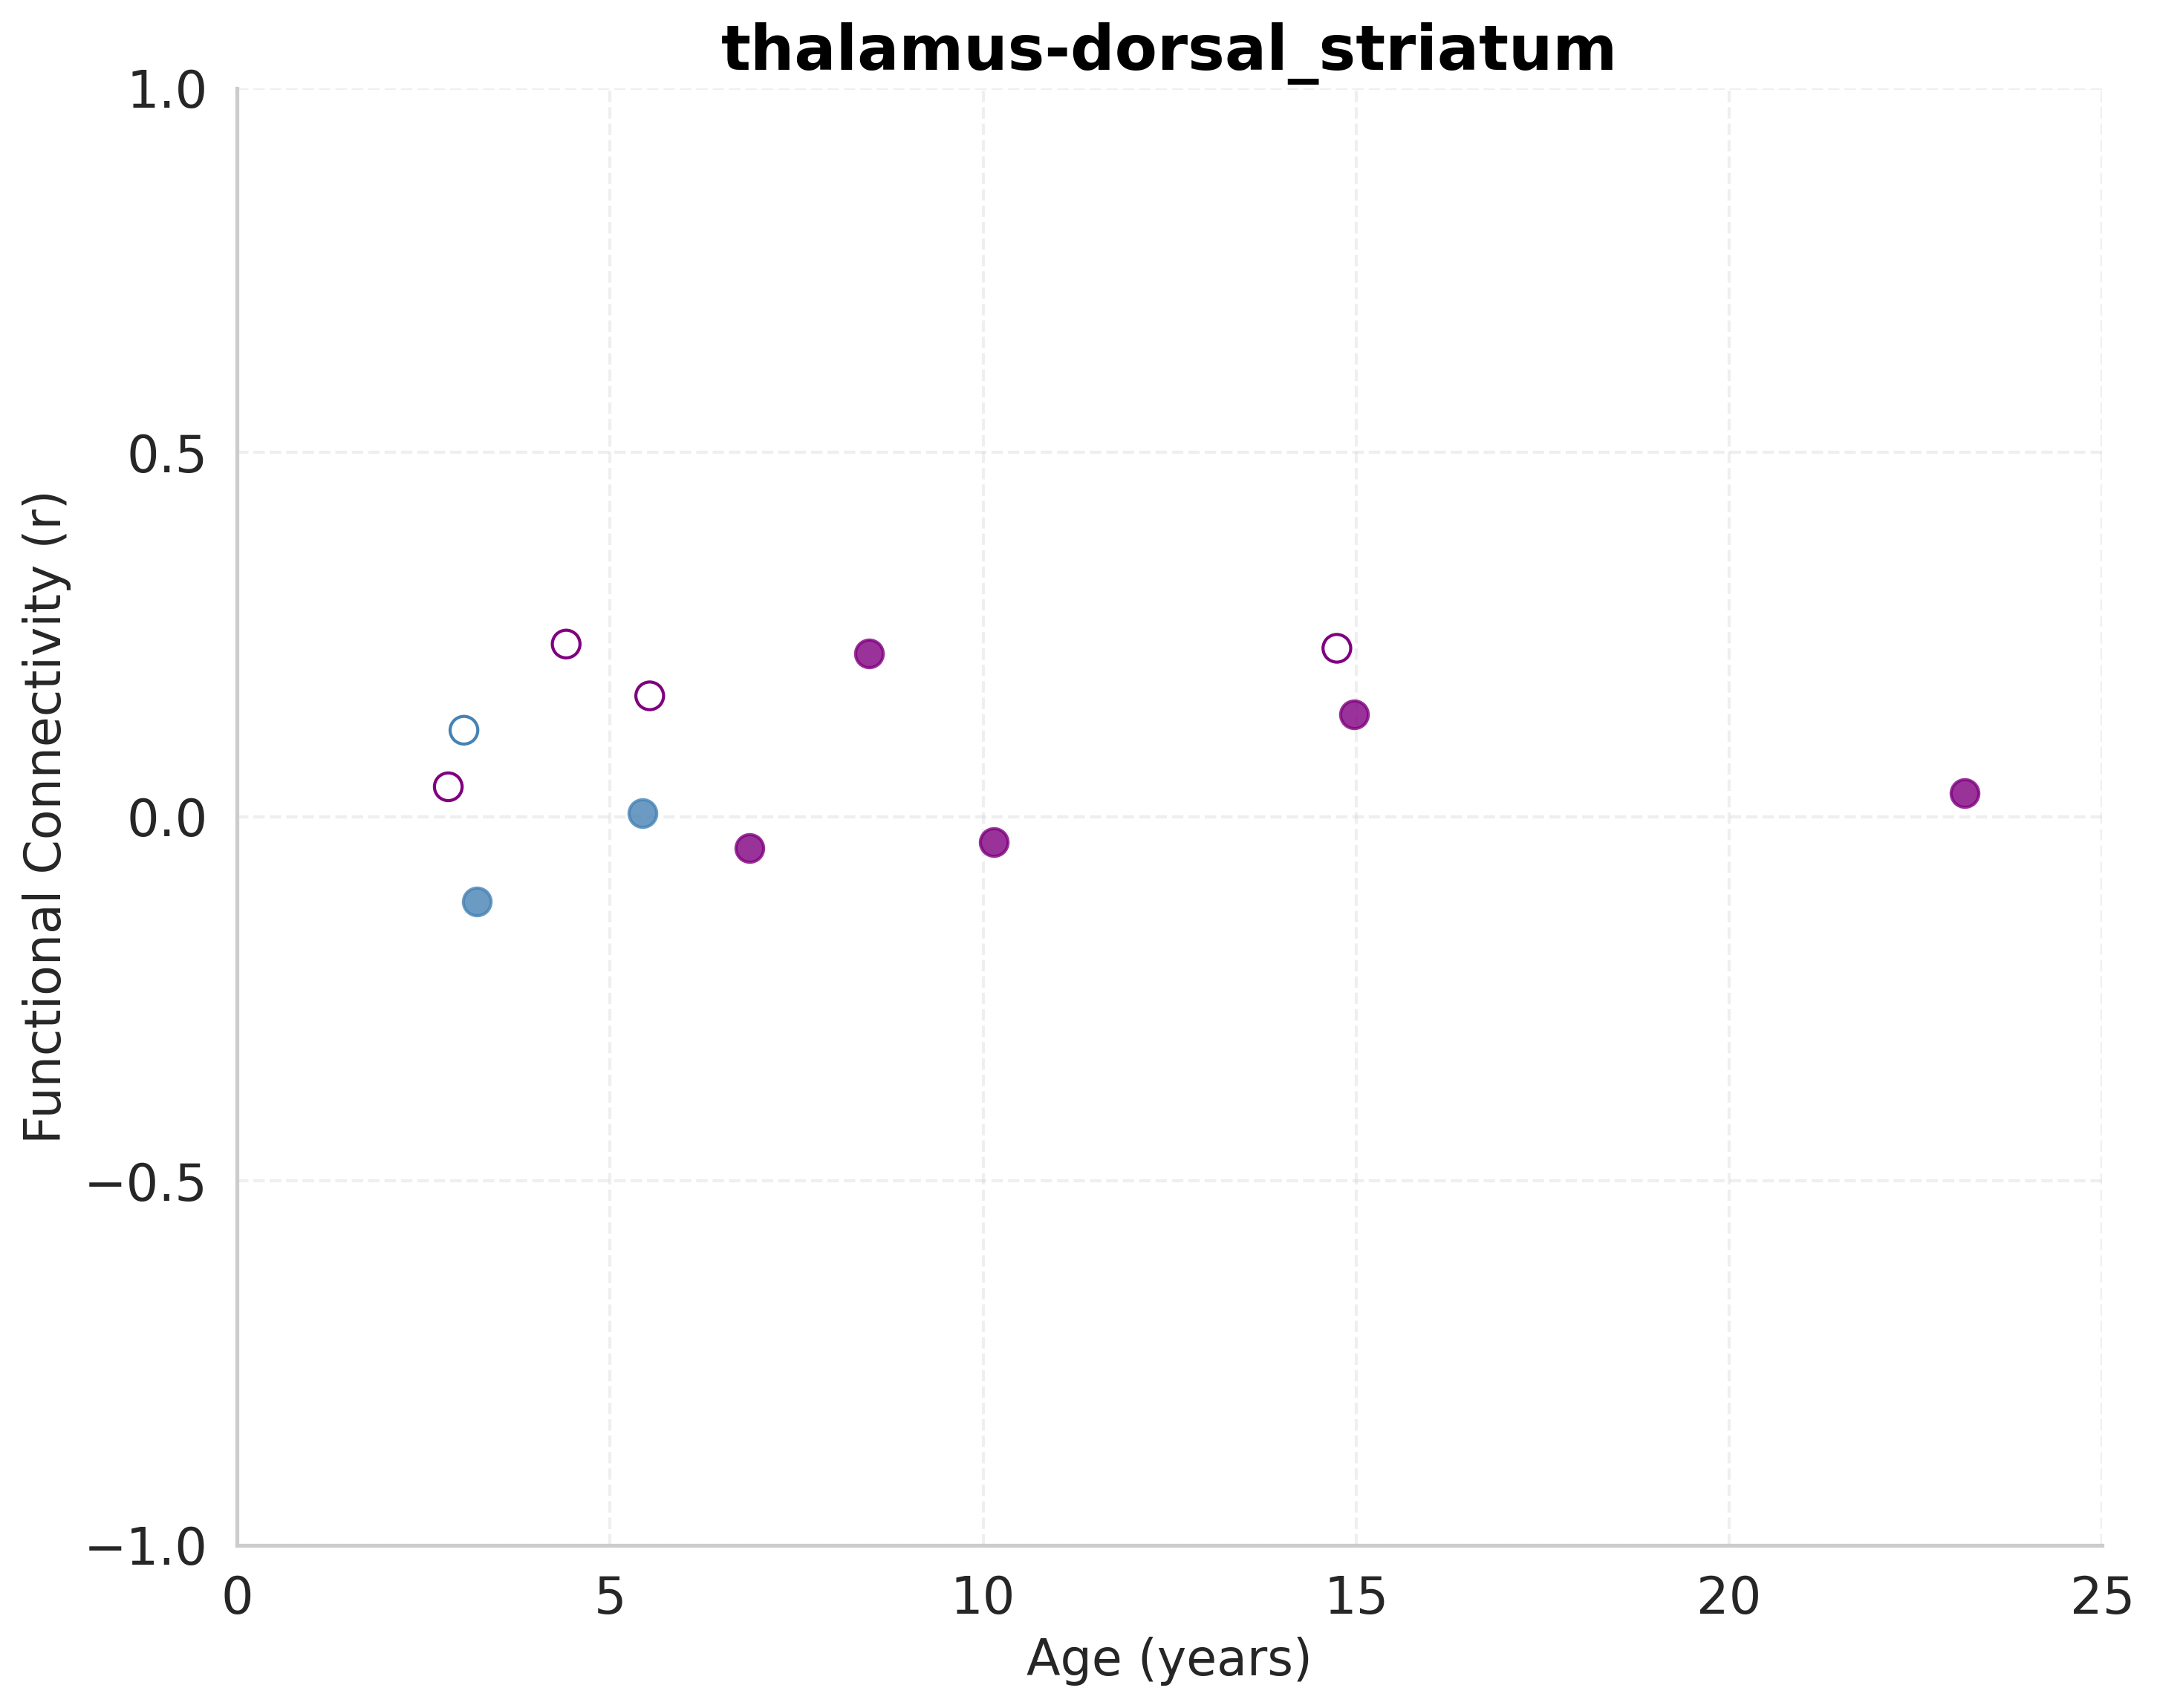 thalamus-dorsal_striatum
1.0
0.5
0.0
−0.5
−1.0
Functional Connectivity (r)
0 5 10 15 20 25
Age (years)